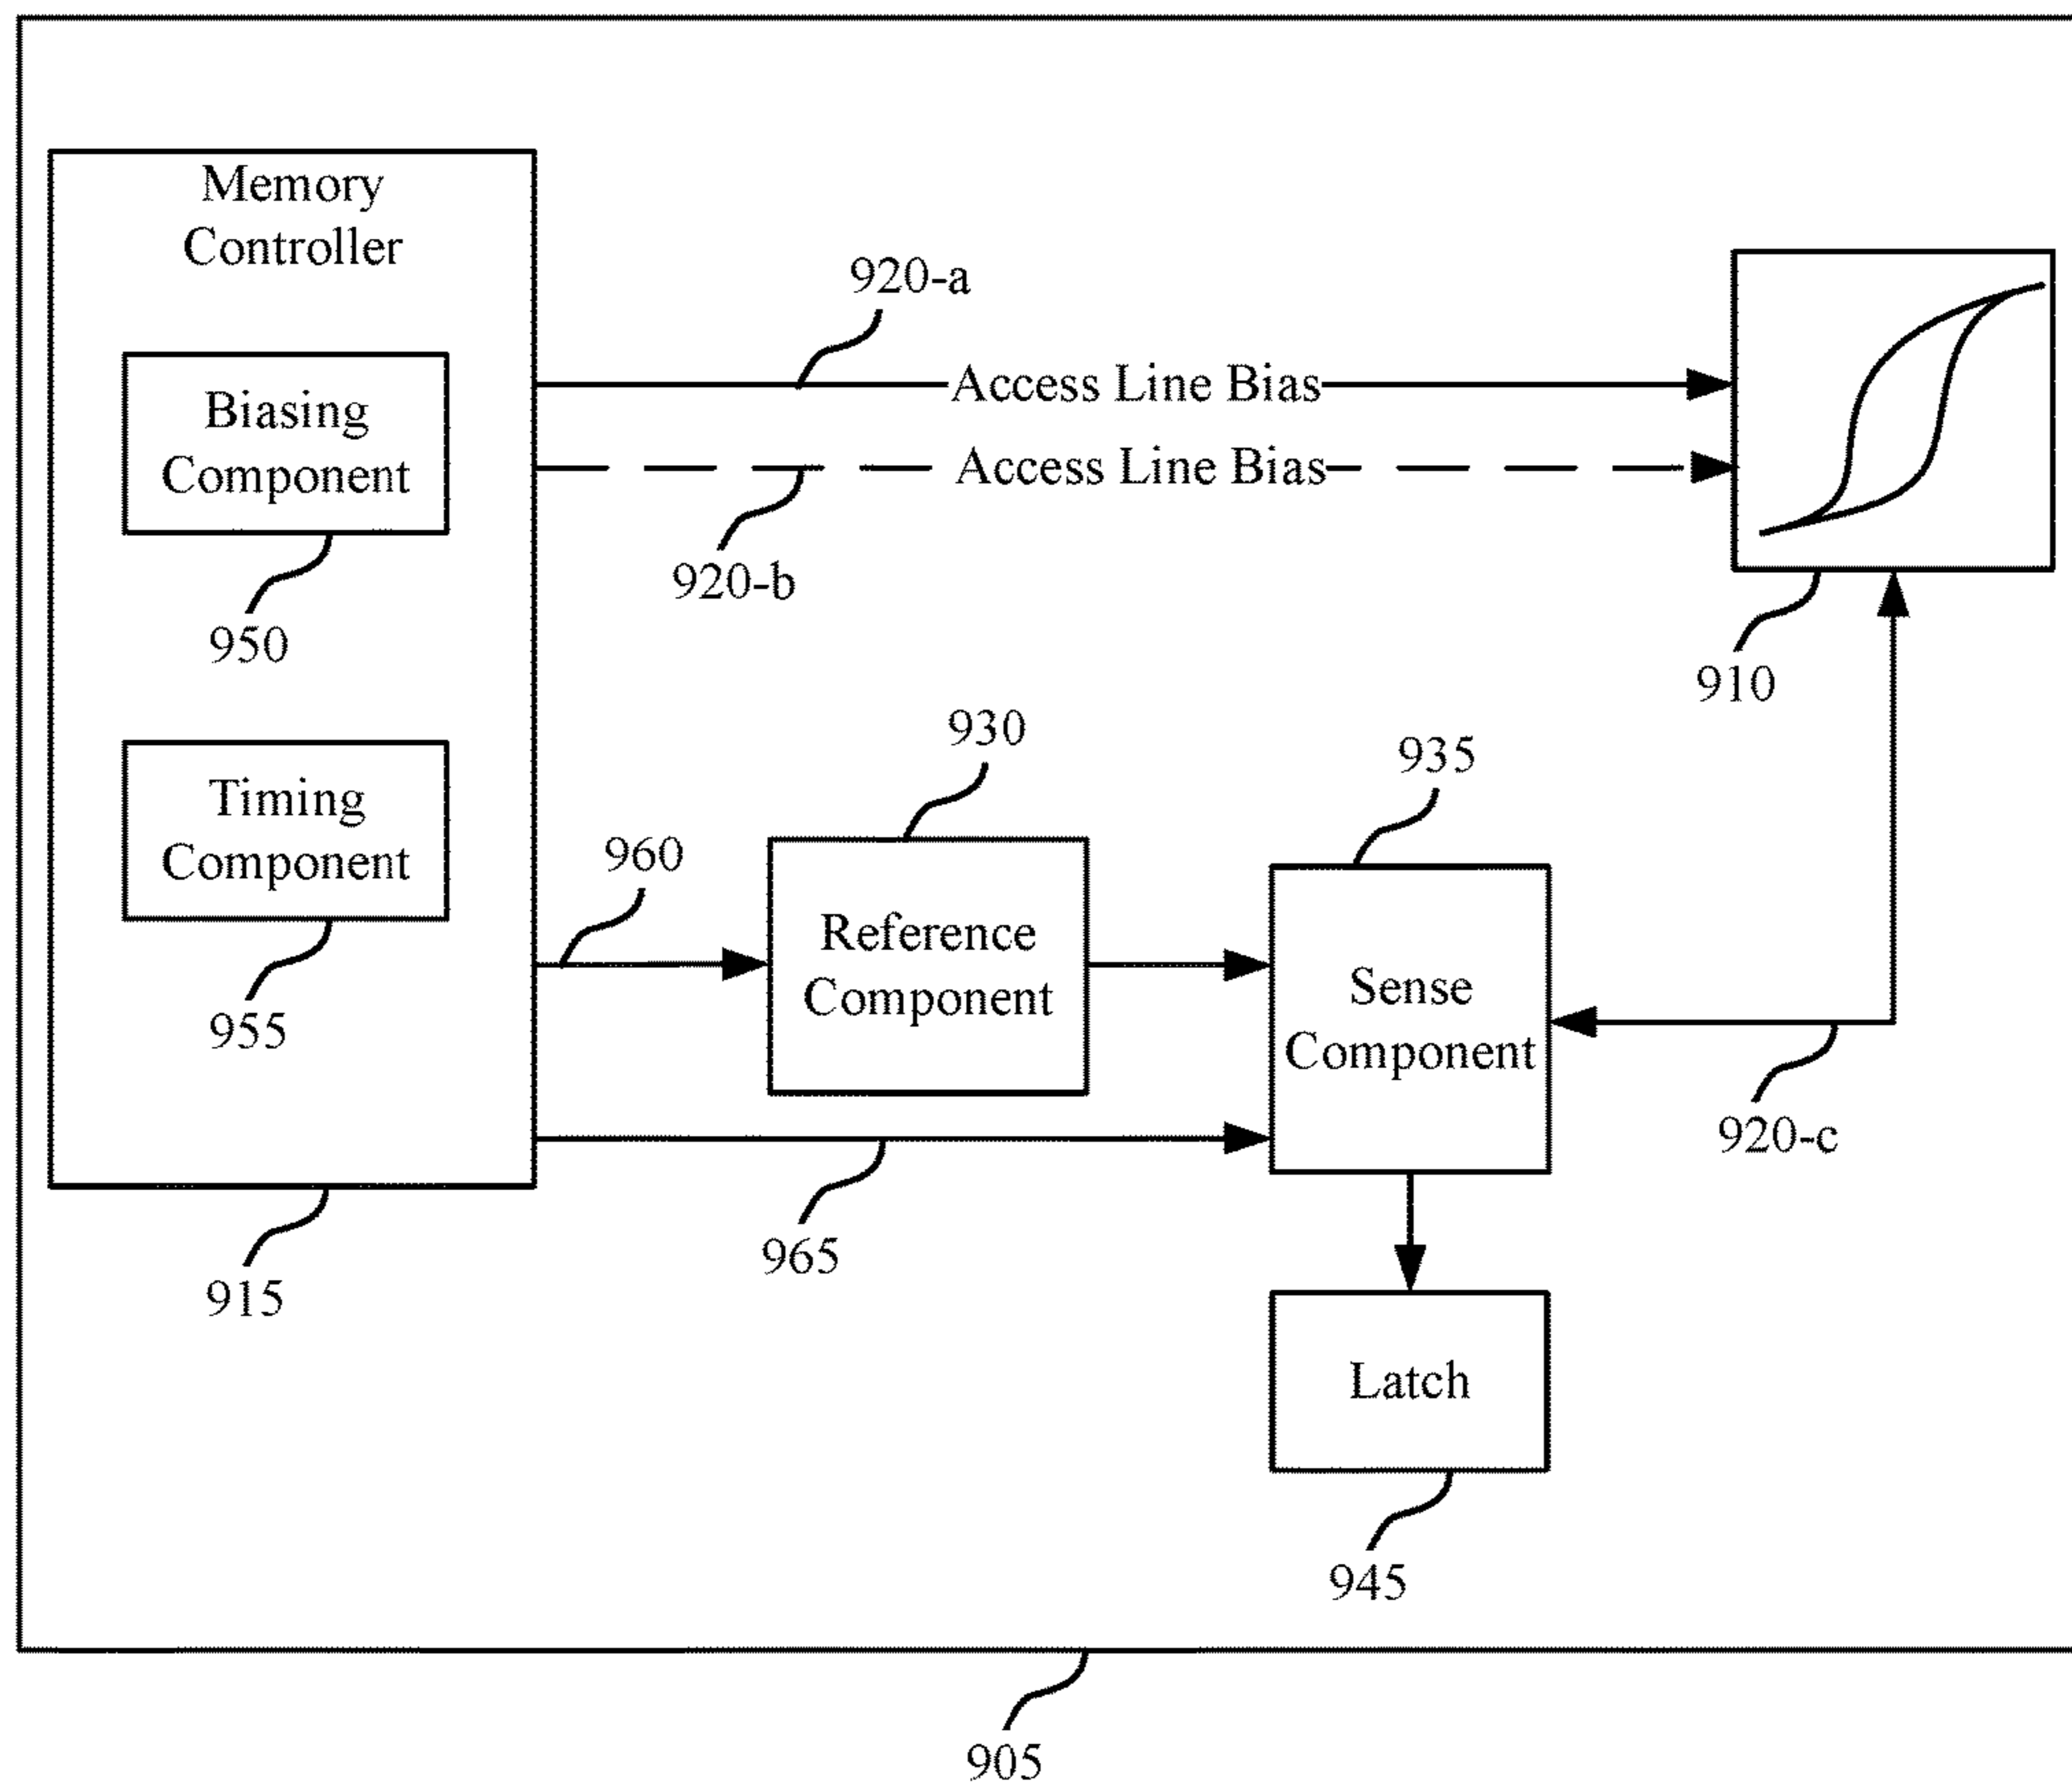 Memory
Controller
920-a
Access Line Bias
Biasing
Component
Access Line Bias
920-b
950
910
930
935
Timing
Component
960
Reference
Component
Sense
Component
955
920-c
965
915
Latch
945
905